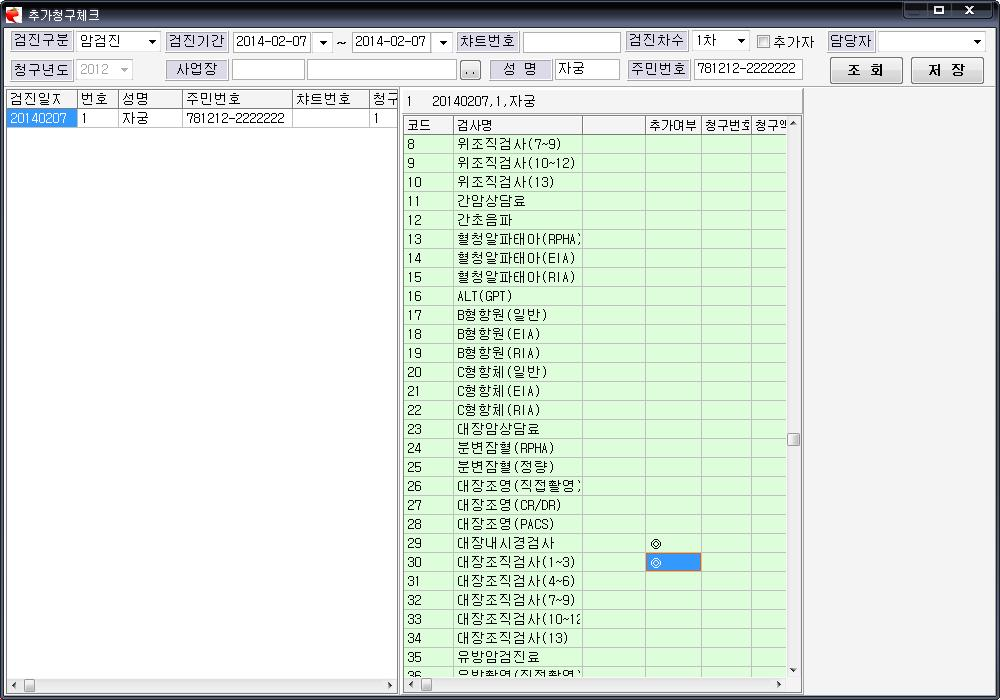 추가청구체크
검진구분 암검진 검진기간 2014-02-07 ~ 2014-02-07 챠트번호 검진차수 1차 추가자 담당자
청구년도 2012 사업장 .. 성 명 자궁 주민번호 781212-2222222 조 회 저 장
검진일지 번호 성명 주민번호 챠트번호 청구
20140207 1 자궁 781212-2222222 1
1 20140207,1,자궁
코드 검사명 추가여부 청구번호 청구액
8 위조직검사(7~9)
9 위조직검사(10~12)
10 위조직검사(13)
11 간암상담료
12 간초음파
13 혈청알파태아(RPHA)
14 혈청알파태아(EIA)
15 혈청알파태아(RIA)
16 ALT(GPT)
17 B형항원(일반)
18 B형항원(EIA)
19 B형항원(RIA)
20 C형항체(일반)
21 C형항체(EIA)
22 C형항체(RIA)
23 대장암상담료
24 분변잠혈(RPHA)
25 분변잠혈(정량)
26 대장조영(직접촬영)
27 대장조영(CR/DR)
28 대장조영(PACS)
29 대장내시경검사 ◎
30 대장조직검사(1~3) ◎
31 대장조직검사(4~6)
32 대장조직검사(7~9)
33 대장조직검사(10~12
34 대장조직검사(13)
35 유방암검진료
36 유방촬영(직접촬영)